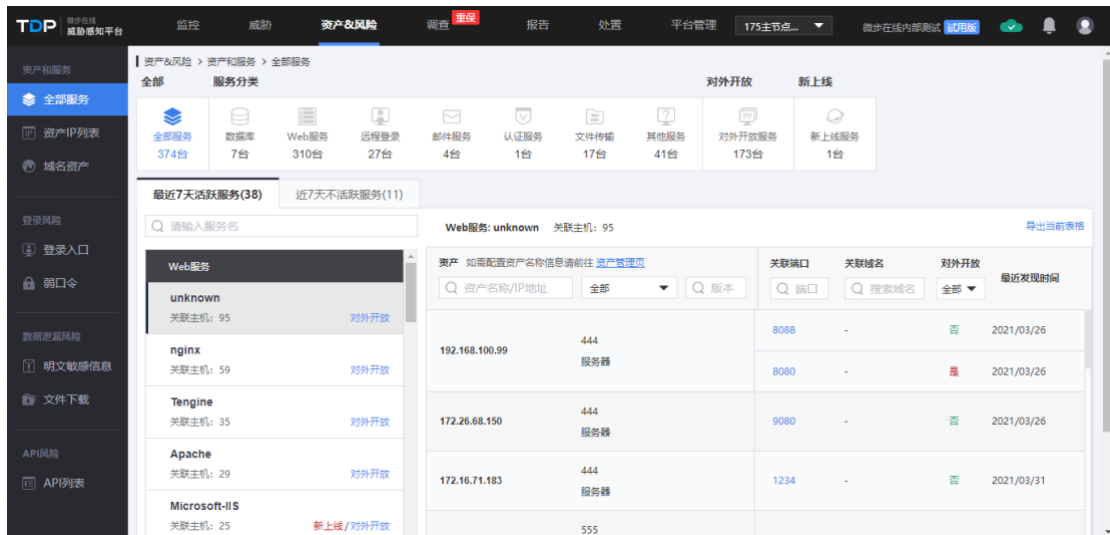 TDP 微步在线 威胁感知平台 监控 威胁 资产&风险 调查 重保 报告 处置 平台管理 175主节点... 微步在线内部测试 试用版
资产和服务
全部服务
资产IP列表
域名资产
登录风险
登录入口
弱口令
数据泄漏风险
明文敏感信息
文件下载
API风险
API列表
资产&风险 > 资产和服务 > 全部服务
全部 服务分类 对外开放 新上线
全部服务 数据库 Web服务 远程登录 邮件服务 认证服务 文件传输 其他服务 对外开放服务 新上线服务
374台 7台 310台 27台 4台 1台 17台 41台 173台 1台
最近7天活跃服务(38) 近7天不活跃服务(11)
请输入服务名
Web服务
unknown
关联主机: 95 对外开放
nginx
关联主机: 59 对外开放
Tengine
关联主机: 35 对外开放
Apache
关联主机: 29 对外开放
Microsoft-IIS
关联主机: 25 新上线/对外开放
Web服务: unknown 关联主机: 95 导出当前表格
资产 如需配置资产名称信息请前往 资产管理页 关联端口 关联域名 对外开放 最近发现时间
资产名称/IP地址 全部 版本 端口 搜索域名 全部
192.168.100.99 444 服务器 8088 - 否 2021/03/26
8080 - 是 2021/03/26
172.26.68.150 444 服务器 9080 - 否 2021/03/26
172.16.71.183 444 服务器 1234 - 否 2021/03/31
555